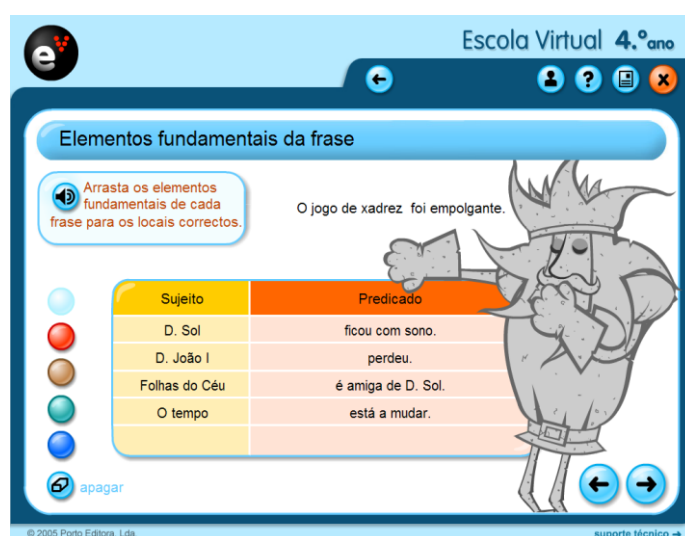 Escola Virtual 4.º ano
e
Elementos fundamentais da frase
Arrasta os elementos
fundamentais de cada
frase para os locais correctos.
O jogo de xadrez foi empolgante.
Sujeito Predicado
D. Sol ficou com sono.
D. João I perdeu.
Folhas do Céu é amiga de D. Sol.
O tempo está a mudar.
apagar
© 2005 Porto Editora, Lda suporte técnico